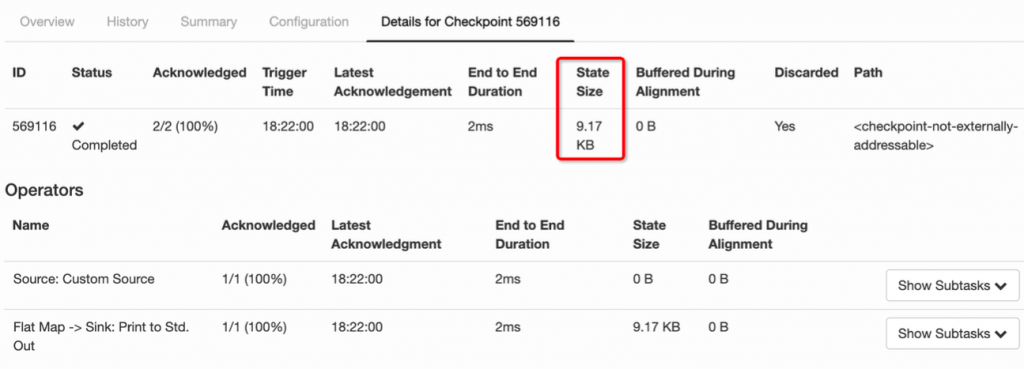 Overview History Summary Configuration Details for Checkpoint 569116
ID Status Acknowledged Trigger Time Latest Acknowledgement End to End Duration State Size Buffered During Alignment Discarded Path
569116 ✔ Completed 2/2 (100%) 18:22:00 18:22:00 2ms 9.17 KB 0 B Yes <checkpoint-not-externally-addressable>
Operators
Name Acknowledged Latest Acknowledgment End to End Duration State Size Buffered During Alignment
Source: Custom Source 1/1 (100%) 18:22:00 2ms 0 B 0 B Show Subtasks
Flat Map -> Sink: Print to Std. Out 1/1 (100%) 18:22:00 2ms 9.17 KB 0 B Show Subtasks